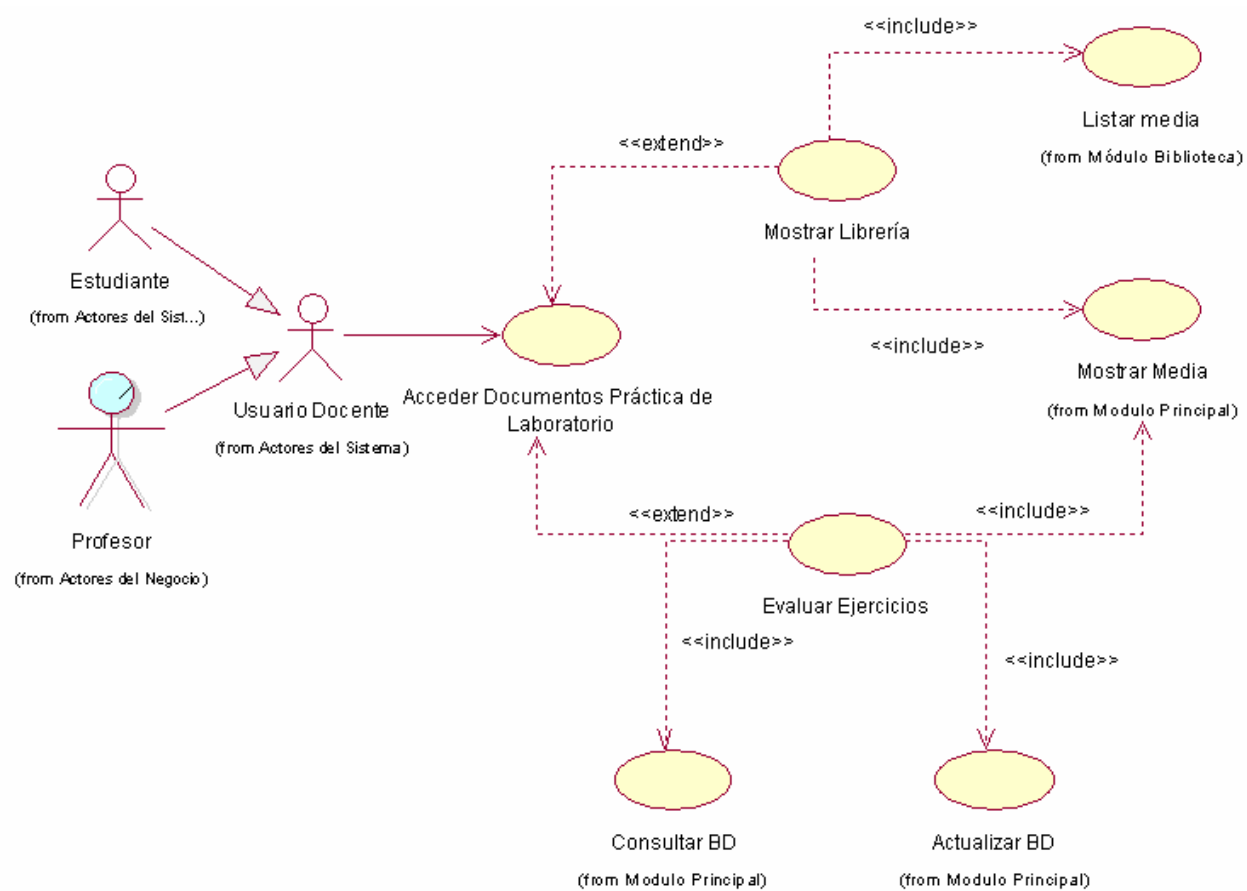 <<include>>
Listar media
(from Módulo Biblioteca)
<<extend>>
Mostrar Librería
Estudiante
(from Actores del Sist...)
Usuario Docente
(from Actores del Sistema)
Acceder Documentos Práctica de
Laboratorio
<<include>>
Mostrar Media
(from Modulo Principal)
Profesor
(from Actores del Negocio)
<<extend>>
<<include>>
Evaluar Ejercicios
<<include>>
<<include>>
Consultar BD
(from Modulo Principal)
Actualizar BD
(from Modulo Principal)